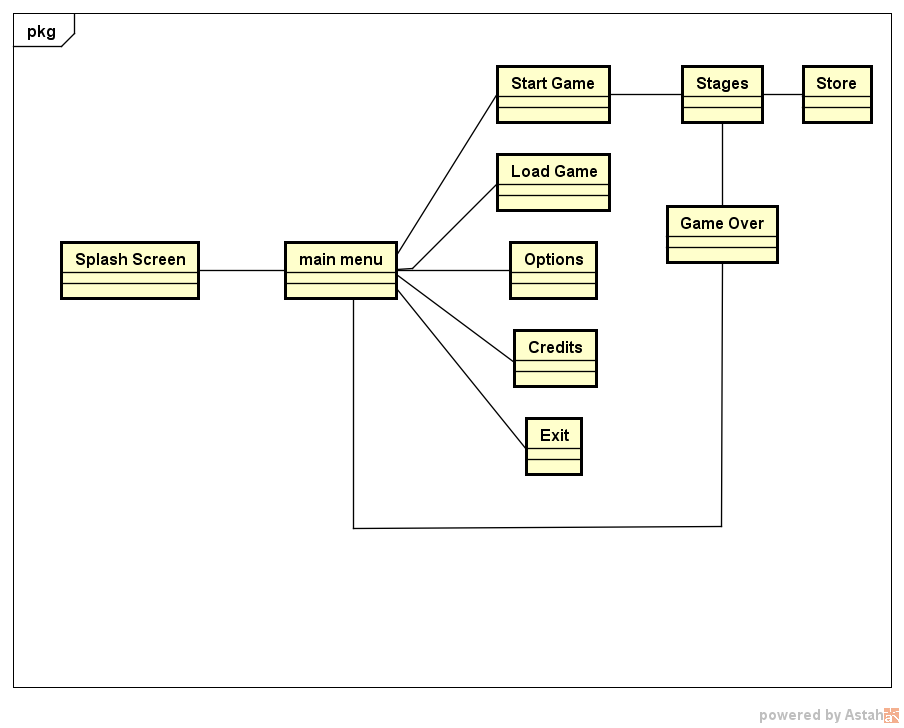 pkg
Start Game
Stages
Store
Load Game
Game Over
Splash Screen
main menu
Options
Credits
Exit
powered by Astah